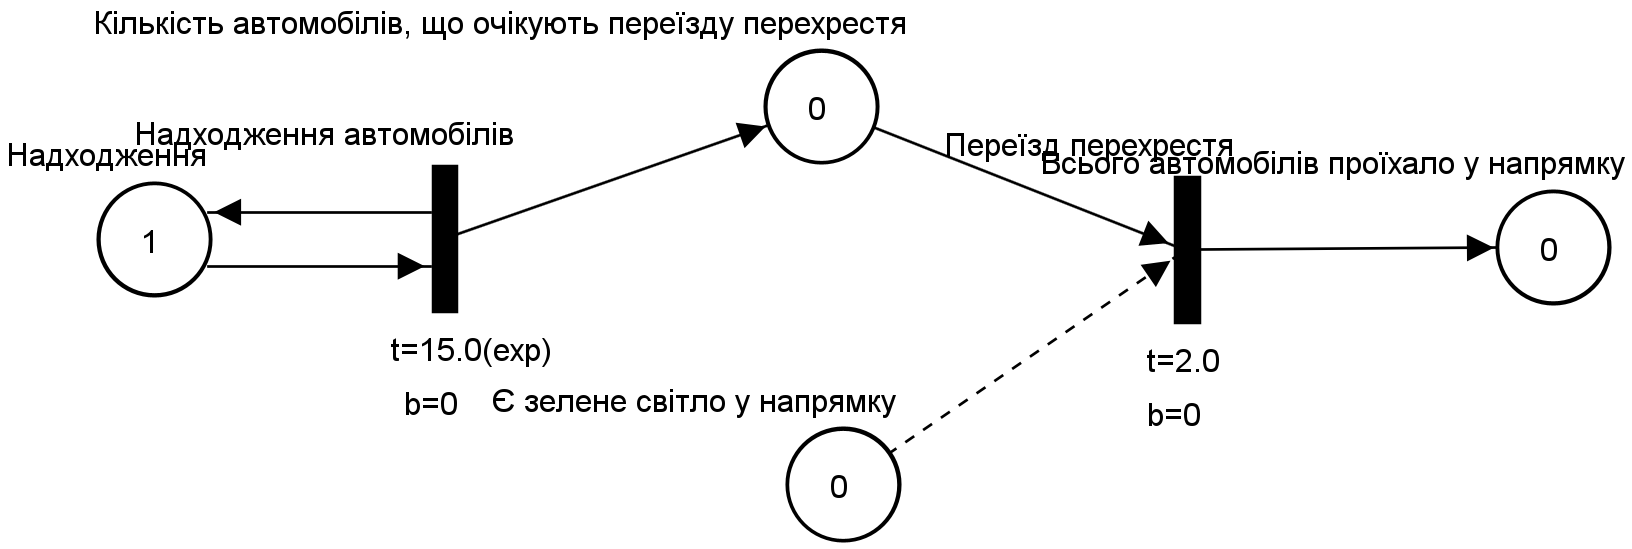 Кількість автомобілів, що очікують переїзду перехрестя
0
Надходження автомобілів
Надходження
Переїзд перехрестя
Всього автомобілів проїхало у напрямку
1
0
t=15.0(exp)
b=0
t=2.0
b=0
Є зелене світло у напрямку
0